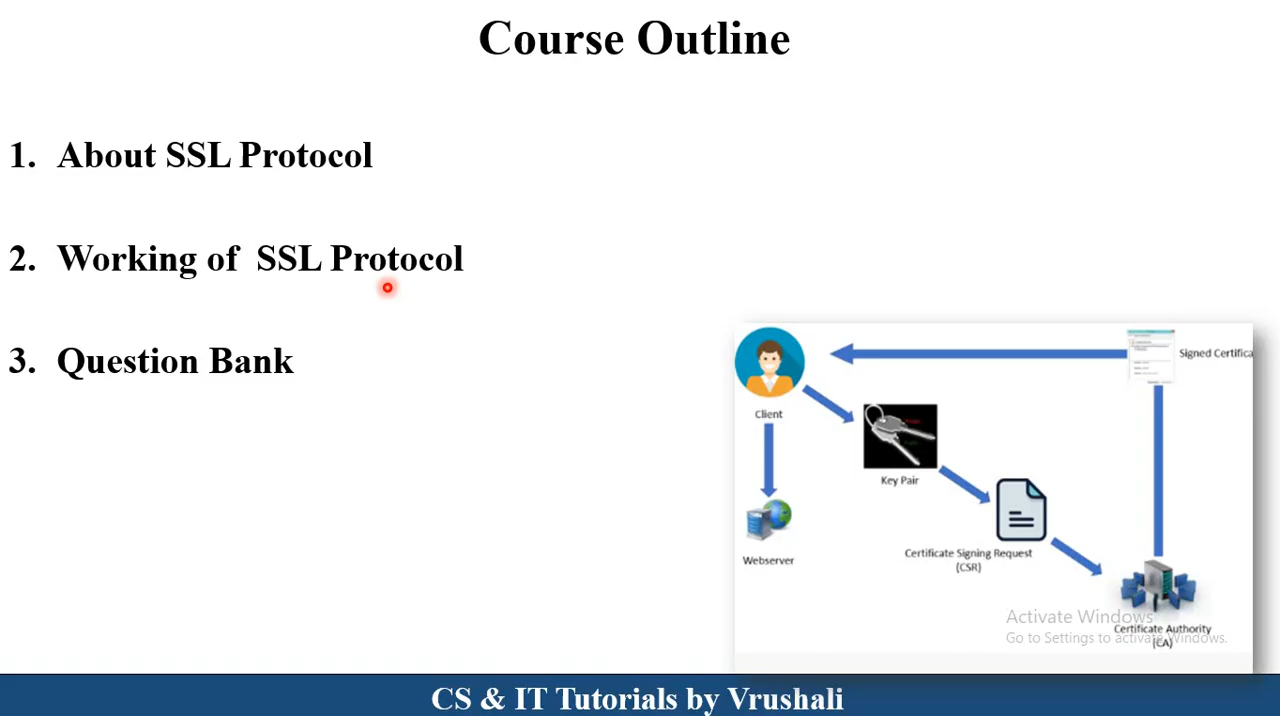 Course Outline
1. About SSL Protocol
2. Working of SSL Protocol
3. Question Bank
Signed Certifica
Client
Key Pair
Certificate Signing Request
(CSR)
Webserver
Activate Windows
Go to Settings to activate Windows.
Certificate Authority
(CA)
CS & IT Tutorials by Vrushali